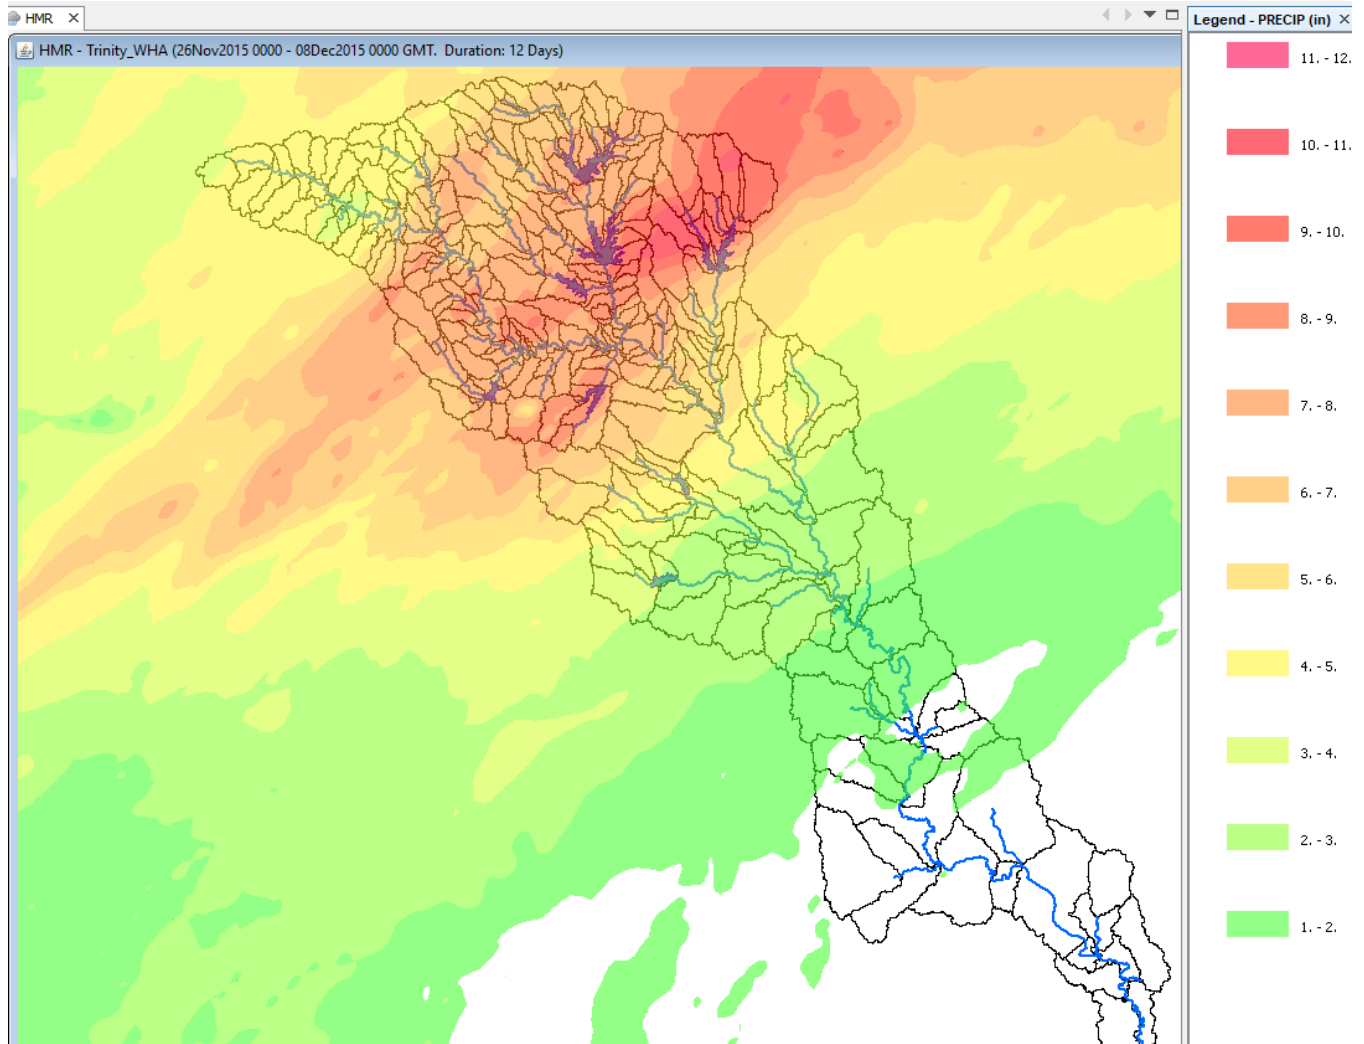 HMR
Legend - PRECIP (in)
HMR - Trinity_WHA (26Nov2015 0000 - 08Dec2015 0000 GMT.  Duration: 12 Days)
11. - 12.
10. - 11.
9. - 10.
8. - 9.
7. - 8.
6. - 7.
5. - 6.
4. - 5.
3. - 4.
2. - 3.
1. - 2.